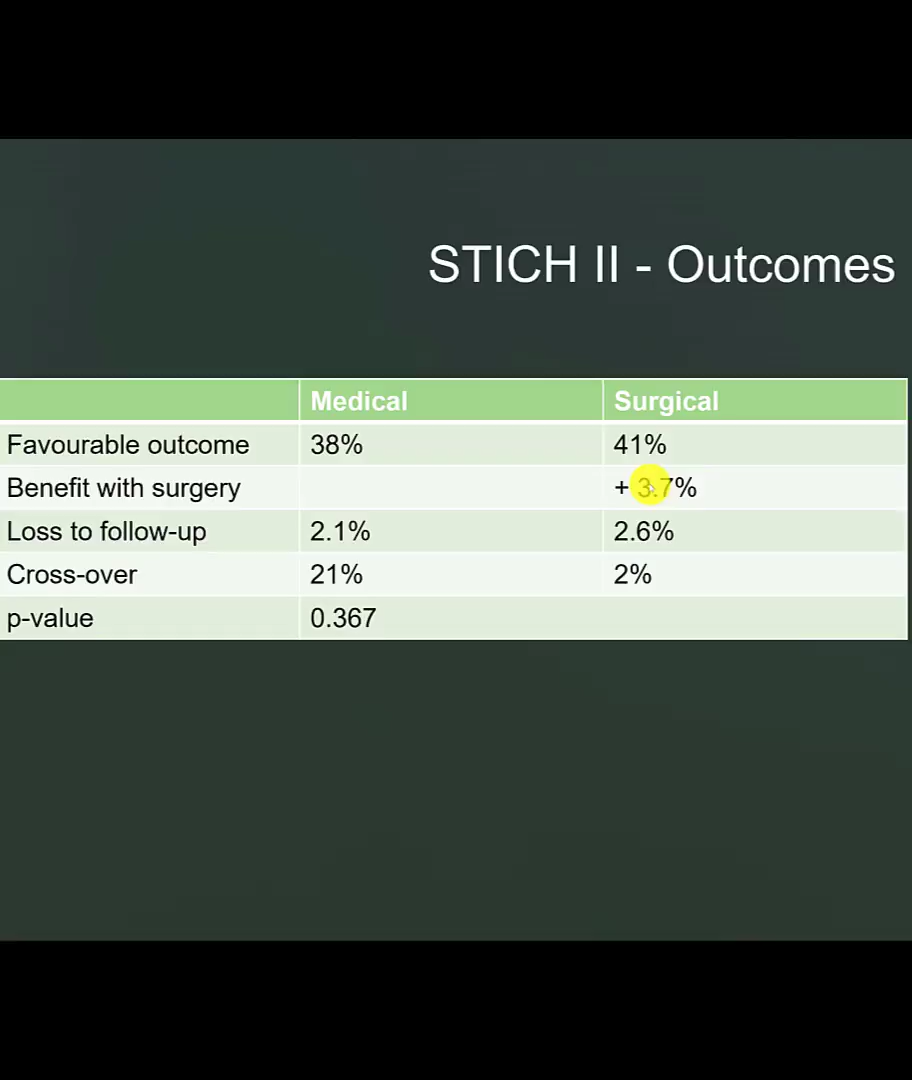 STICH II - Outcomes
Medical Surgical
Favourable outcome 38% 41%
Benefit with surgery + 3.7%
Loss to follow-up 2.1% 2.6%
Cross-over 21% 2%
p-value 0.367